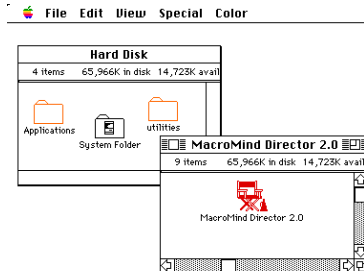 File Edit View Special Color
Hard Disk
4 items 65,966K in disk 14,723K avail
Applications
System Folder
utilities
MacroMind Director 2.0
9 items 65,966K in disk 14,723K avail
MacroMind Director 2.0